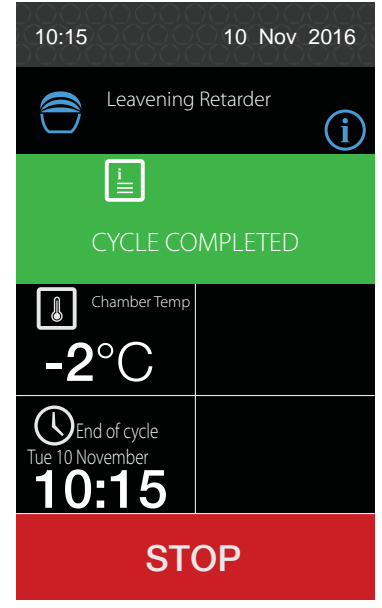 10:15 10 Nov 2016
Leavening Retarder
i
i
CYCLE COMPLETED
Chamber Temp
-2°C
End of cycle
Tue 10 November
10:15
STOP